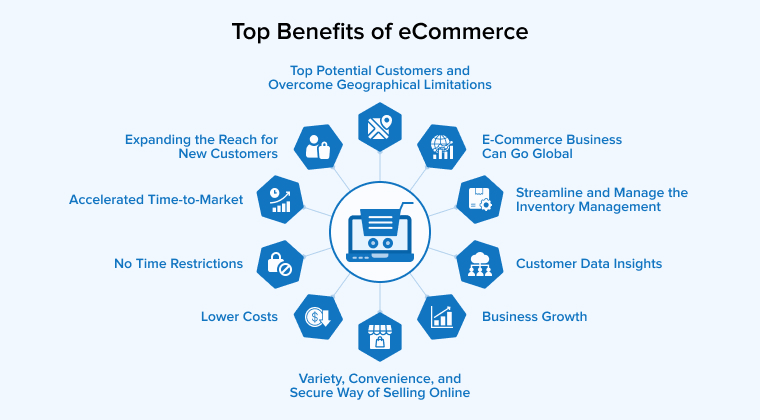 Top Benefits of eCommerce
Top Potential Customers and
Overcome Geographical Limitations
Expanding the Reach for
New Customers
E-Commerce Business
Can Go Global
Accelerated Time-to-Market
Streamline and Manage the
Inventory Management
No Time Restrictions
Customer Data Insights
Lower Costs
Business Growth
Variety, Convenience, and
Secure Way of Selling Online